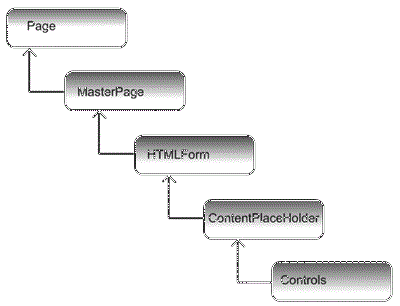 Page
MasterPage
HTMLForm
ContentPlaceHolder
Controls